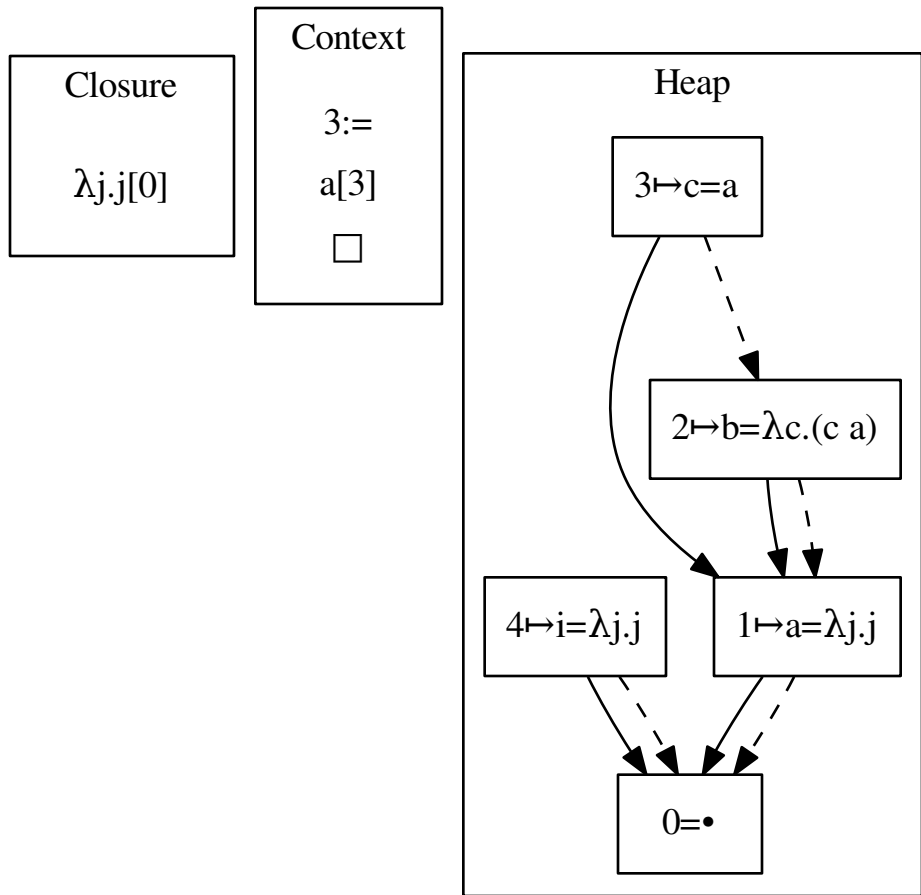 Closure
λj.j[0]
Context
3:=
a[3]
□
Heap
3↦c=a
2↦b=λc.(c a)
4↦i=λj.j
1↦a=λj.j
0=•